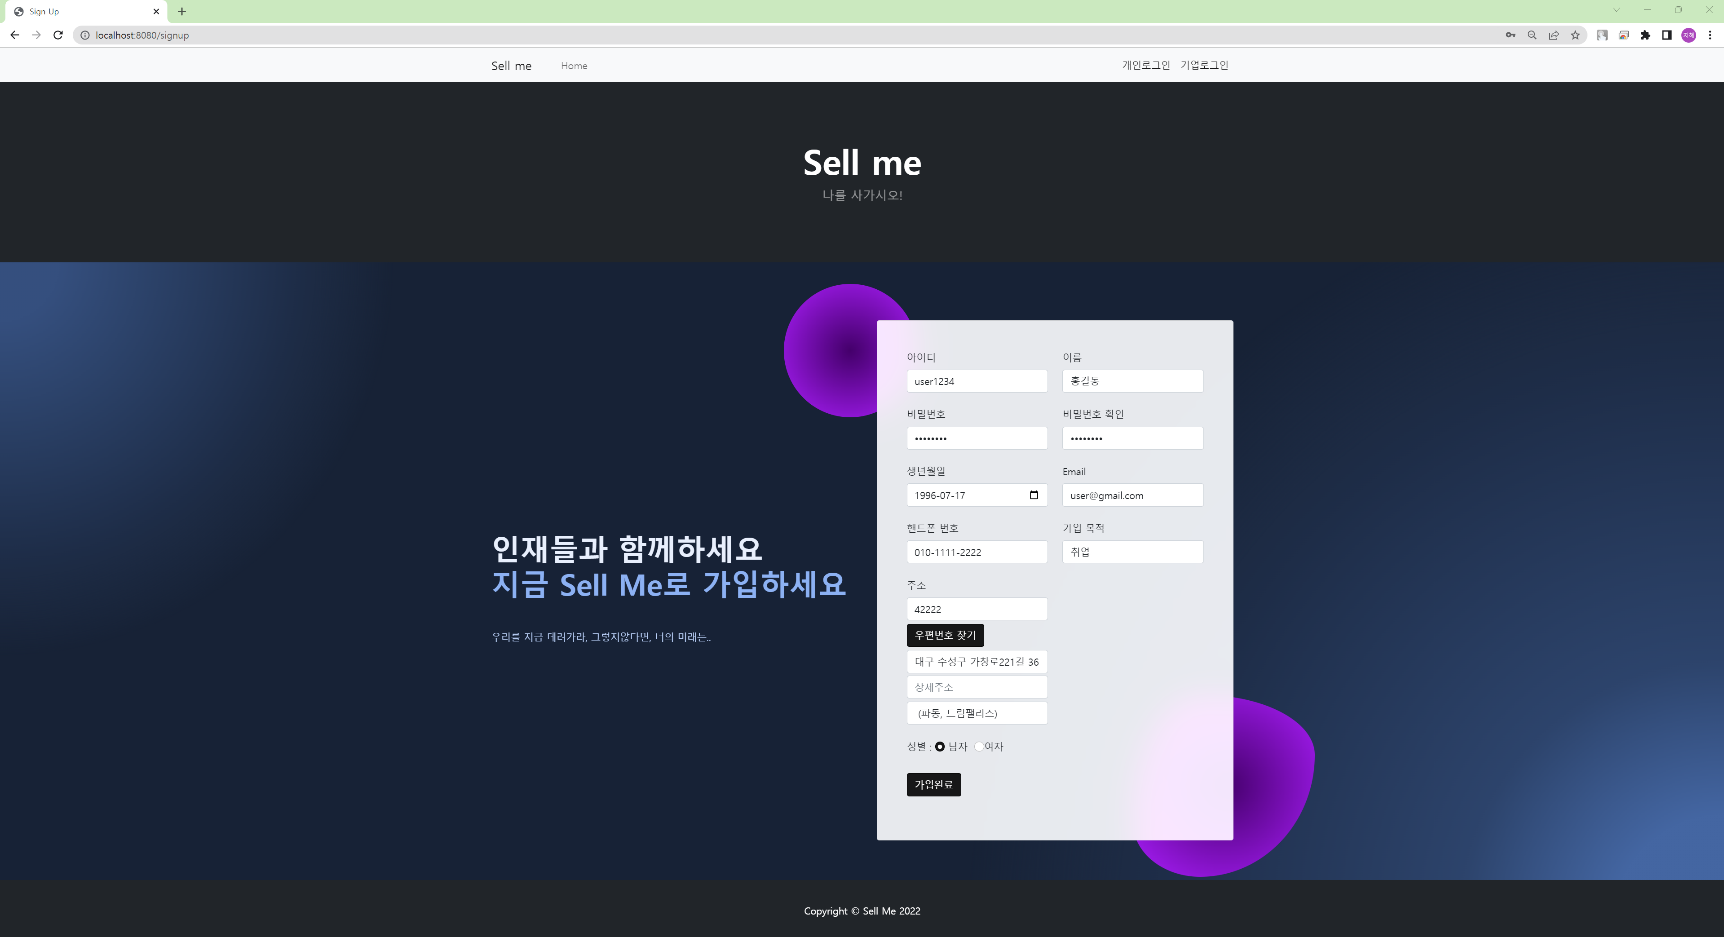 Sign Up
localhost:8080/signup
지혜
Sell me
Home
개인로그인
기업로그인
Sell me
나를 사가시오!
인재들과 함께하세요
지금 Sell Me로 가입하세요
우리를 지금 데려가라, 그렇지않다면, 너의 미래는..
아이디
이름
user1234
홍길동
비밀번호
비밀번호 확인
••••••••
••••••••
생년월일
Email
1996-07-17
user@gmail.com
핸드폰 번호
가입 목적
010-1111-2222
취업
주소
42222
우편번호 찾기
대구 수성구 가창로221길 36
상세주소
(파동, 드림팰리스)
성별 : 남자 여자
가입완료
Copyright © Sell Me 2022